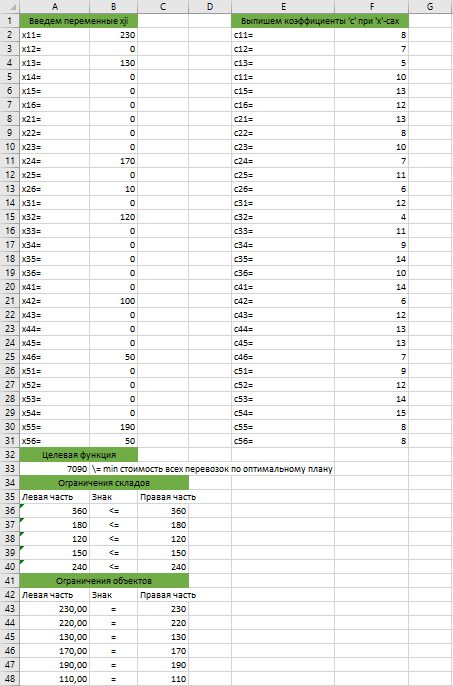 A B C D E F G
1 Введем переменные xji Выпишем коэффициенты 'с' при 'х'-сах
2 x11= 230 c11= 8
3 x12= 0 c12= 7
4 x13= 130 c13= 5
5 x14= 0 c11= 10
6 x15= 0 c15= 13
7 x16= 0 c16= 12
8 x21= 0 c21= 13
9 x22= 0 c22= 8
10 x23= 0 c23= 10
11 x24= 170 c24= 7
12 x25= 0 c25= 11
13 x26= 10 c26= 6
14 x31= 0 c31= 12
15 x32= 120 c32= 4
16 x33= 0 c33= 11
17 x34= 0 c34= 9
18 x35= 0 c35= 14
19 x36= 0 c36= 10
20 x41= 0 c41= 14
21 x42= 100 c42= 6
22 x43= 0 c43= 12
23 x44= 0 c44= 13
24 x45= 0 c45= 13
25 x46= 50 c46= 7
26 x51= 0 c51= 9
27 x52= 0 c52= 12
28 x53= 0 c53= 14
29 x54= 0 c54= 15
30 x55= 190 c55= 8
31 x56= 50 c56= 8
32 Целевая функция
33 7090 \= min стоимость всех перевозок по оптимальному плану
34 Ограничения складов
35 Левая часть Знак Правая часть
36 360 <= 360
37 180 <= 180
38 120 <= 120
39 150 <= 150
40 240 <= 240
41 Ограничения объектов
42 Левая часть Знак Правая часть
43 230,00 = 230
44 220,00 = 220
45 130,00 = 130
46 170,00 = 170
47 190,00 = 190
48 110,00 = 110